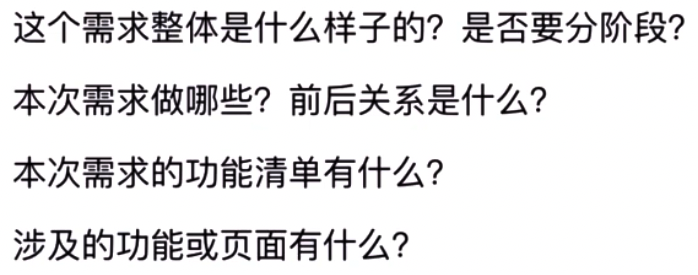 这个需求整体是什么样子的？是否要分阶段？
本次需求做哪些？前后关系是什么？
本次需求的功能清单有什么？
涉及的功能或页面有什么？